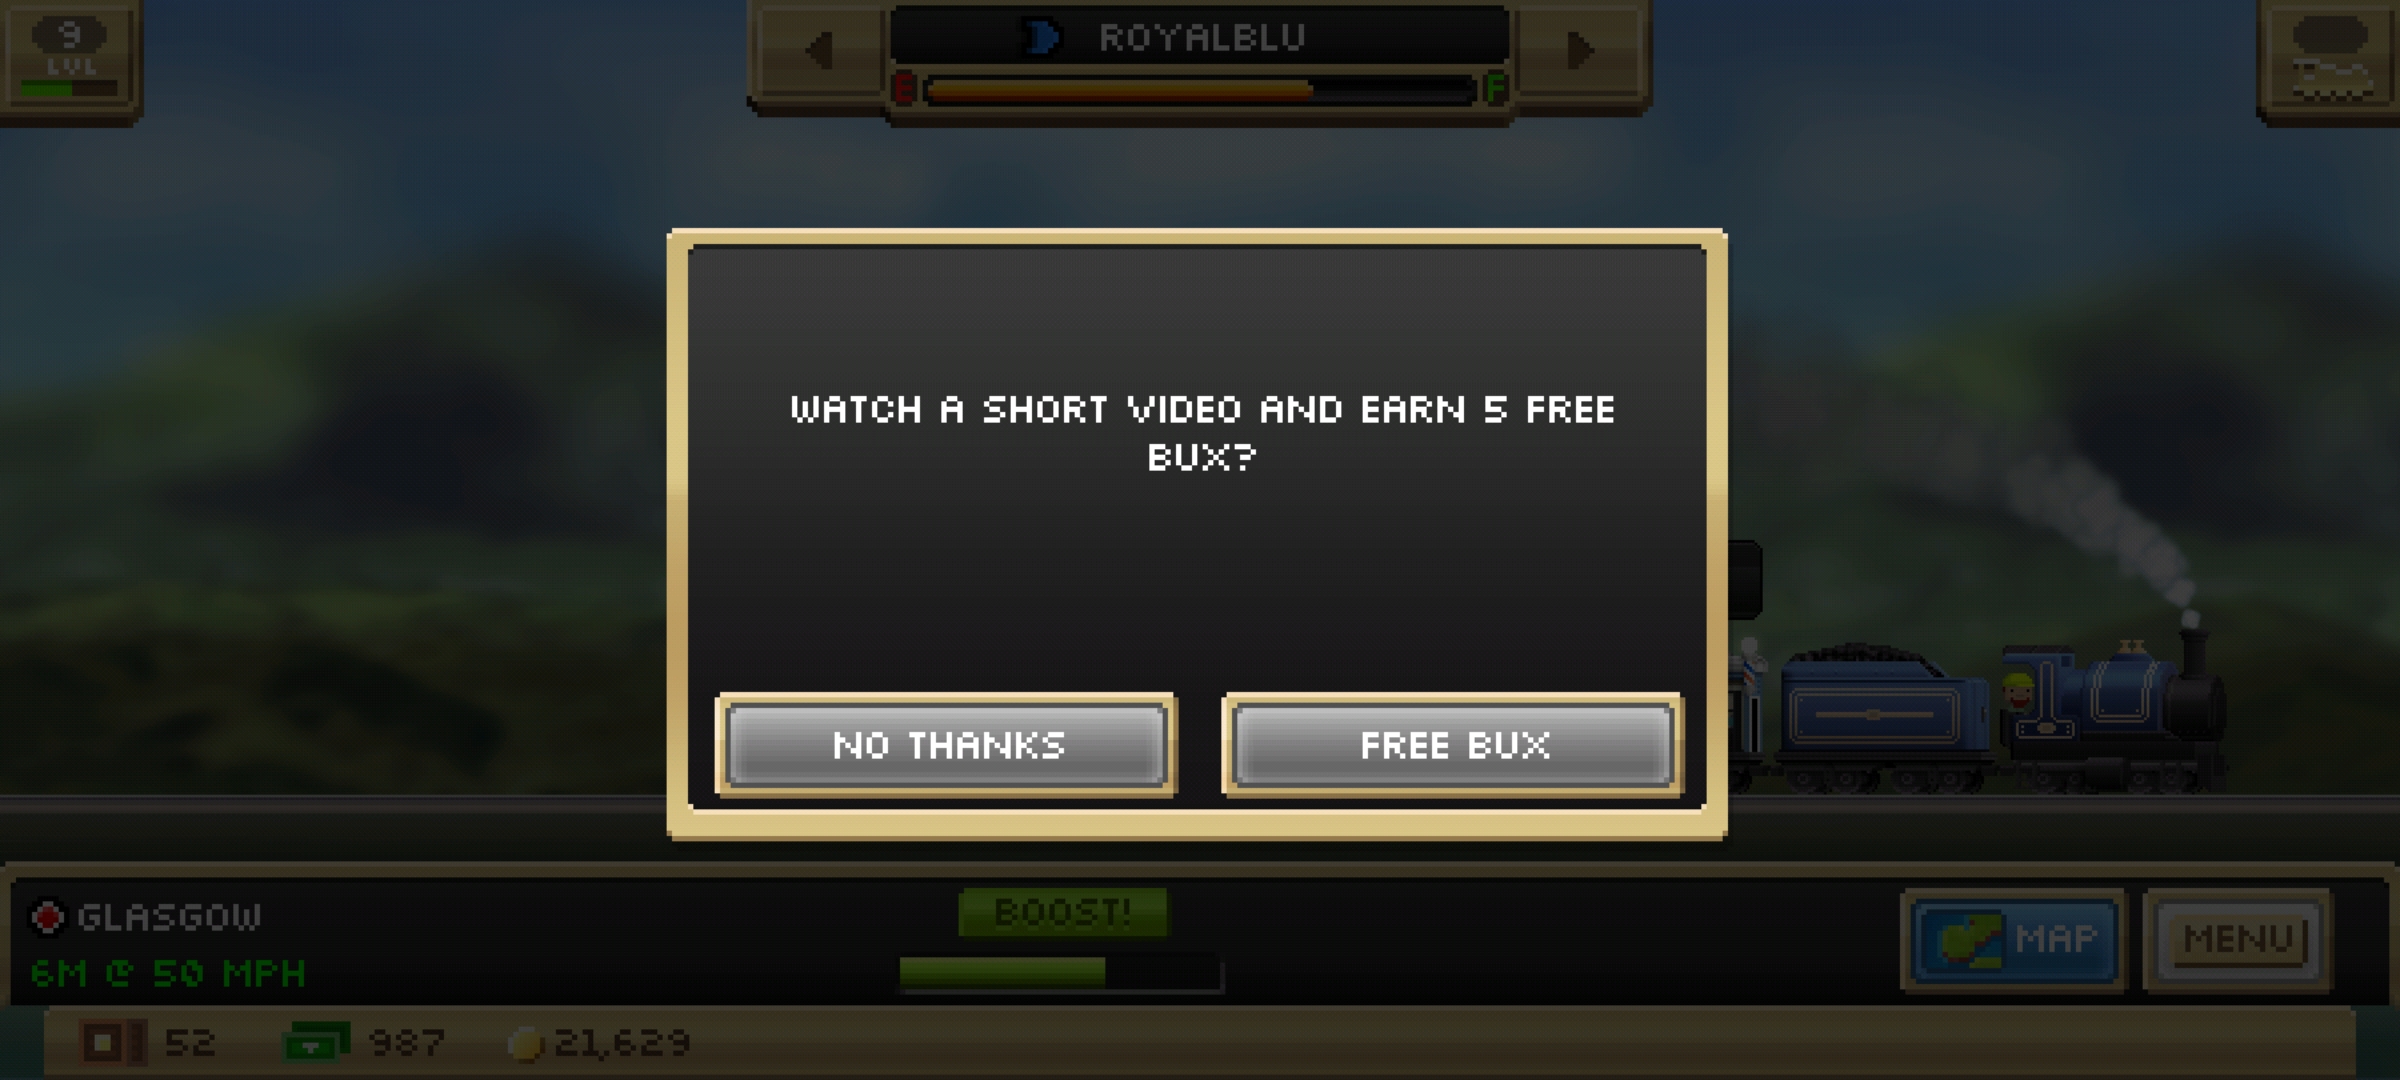 9
LVL
ROYALBLU
E F
WATCH A SHORT VIDEO AND EARN 5 FREE
BUX?
NO THANKS
FREE BUX
GLASGOW
6M @ 50 MPH
BOOST!
MAP
MENU
52
987
21,629